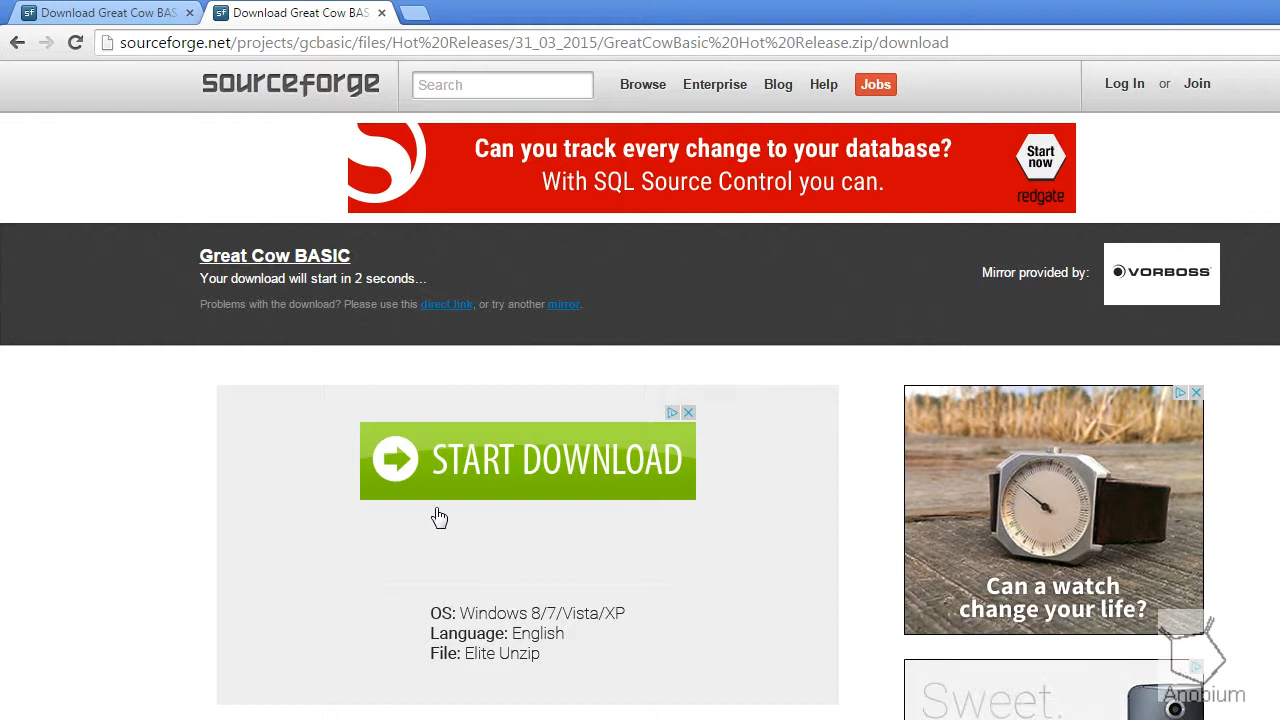 Download Great Cow BAS
Download Great Cow BAS
sourceforge.net/projects/gcbasic/files/Hot%20Releases/31_03_2015/GreatCowBasic%20Hot%20Release.zip/download
sourceforge
Search
Browse
Enterprise
Blog
Help
Jobs
Log In or Join
Can you track every change to your database?
With SQL Source Control you can.
Start
now
redgate
Great Cow BASIC
Your download will start in 2 seconds...
Problems with the download? Please use this direct link, or try another mirror.
Mirror provided by:
VORBOSS
START DOWNLOAD
OS: Windows 8/7/Vista/XP
Language: English
File: Elite Unzip
Can a watch
change your life?
Sweet.
Anobium